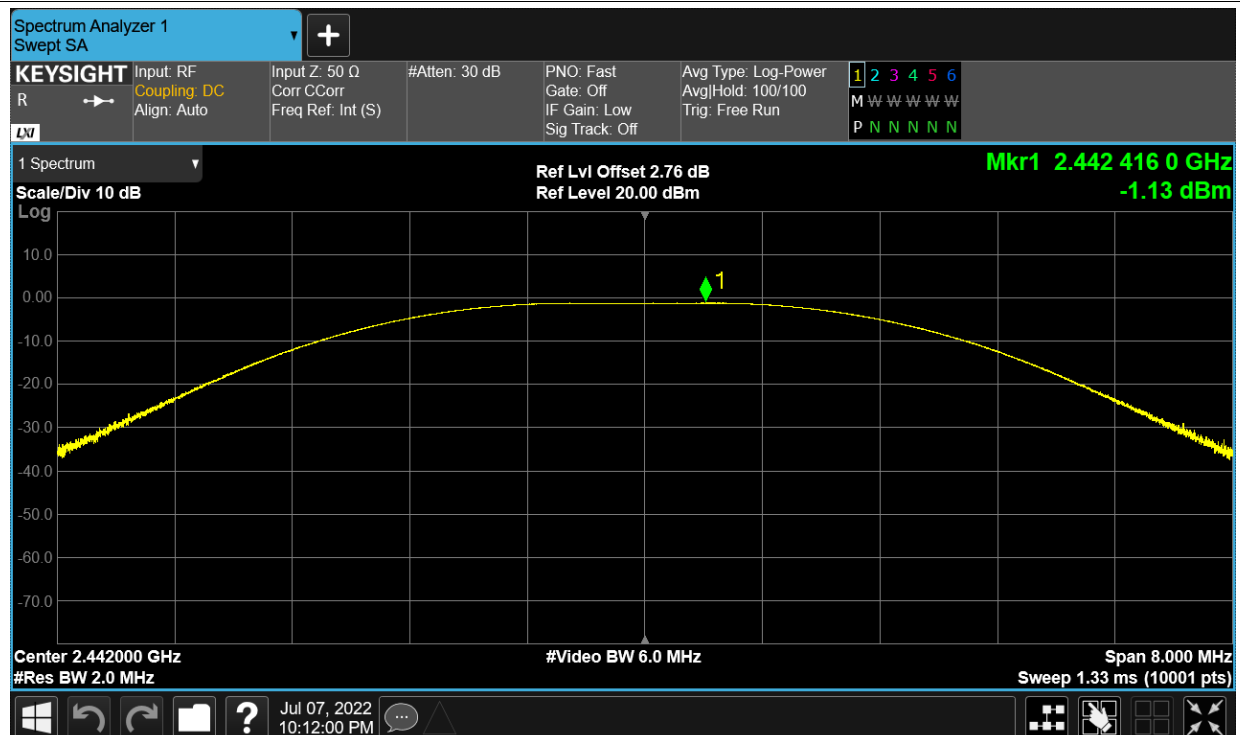 Spectrum Analyzer 1
Swept SA
+
KEYSIGHT
R
LXI
Input: RF
Coupling: DC
Align: Auto
Input Z: 50 Ω
Corr CCorr
Freq Ref: Int (S)
#Atten: 30 dB
PNO: Fast
Gate: Off
IF Gain: Low
Sig Track: Off
Avg Type: Log-Power
Avg|Hold: 100/100
Trig: Free Run
1 2 3 4 5 6
M W W W W W
P N N N N N
1 Spectrum
Scale/Div 10 dB
Log
Ref Lvl Offset 2.76 dB
Ref Level 20.00 dBm
Mkr1 2.442 416 0 GHz
-1.13 dBm
10.0
0.00
-10.0
-20.0
-30.0
-40.0
-50.0
-60.0
-70.0
1
Center 2.442000 GHz
#Res BW 2.0 MHz
#Video BW 6.0 MHz
Span 8.000 MHz
Sweep 1.33 ms (10001 pts)
?
Jul 07, 2022
10:12:00 PM